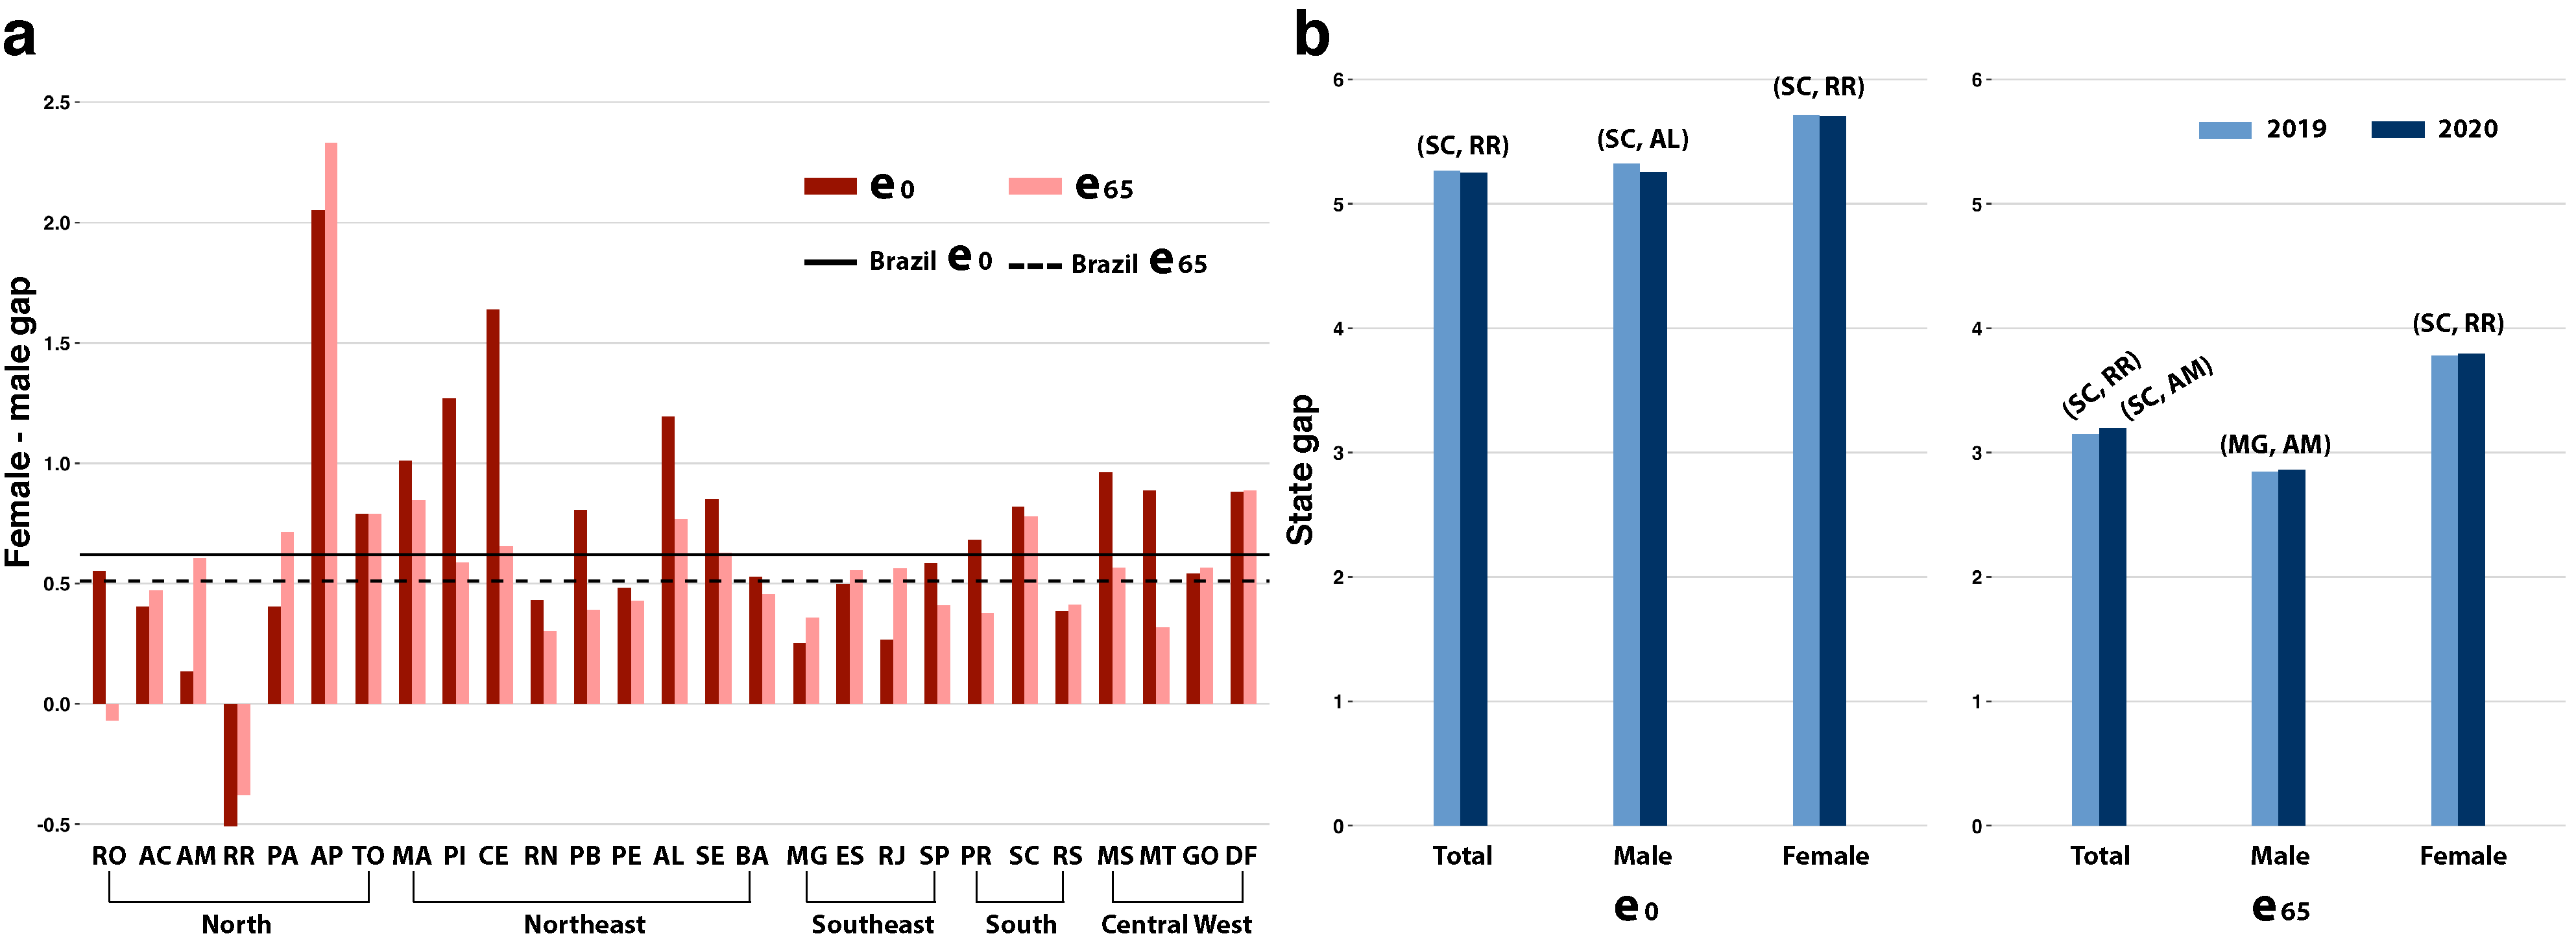 a
Female - male gap
2.5
2.0
1.5
1.0
0.5
0.0
-0.5
e0 e65
Brazil e0 Brazil e65
RO AC AM RR PA AP TO MA PI CE RN PB PE AL SE BA MG ES RJ SP PR SC RS MS MT GO DF
North Northeast Southeast South Central West
b
State gap
6
5
4
3
2
1
0
(SC, RR)
(SC, AL)
(SC, RR)
Total Male Female
e0
6
5
4
3
2
1
0
2019 2020
(SC, RR)
(SC, AM)
(MG, AM)
(SC, RR)
Total Male Female
e65